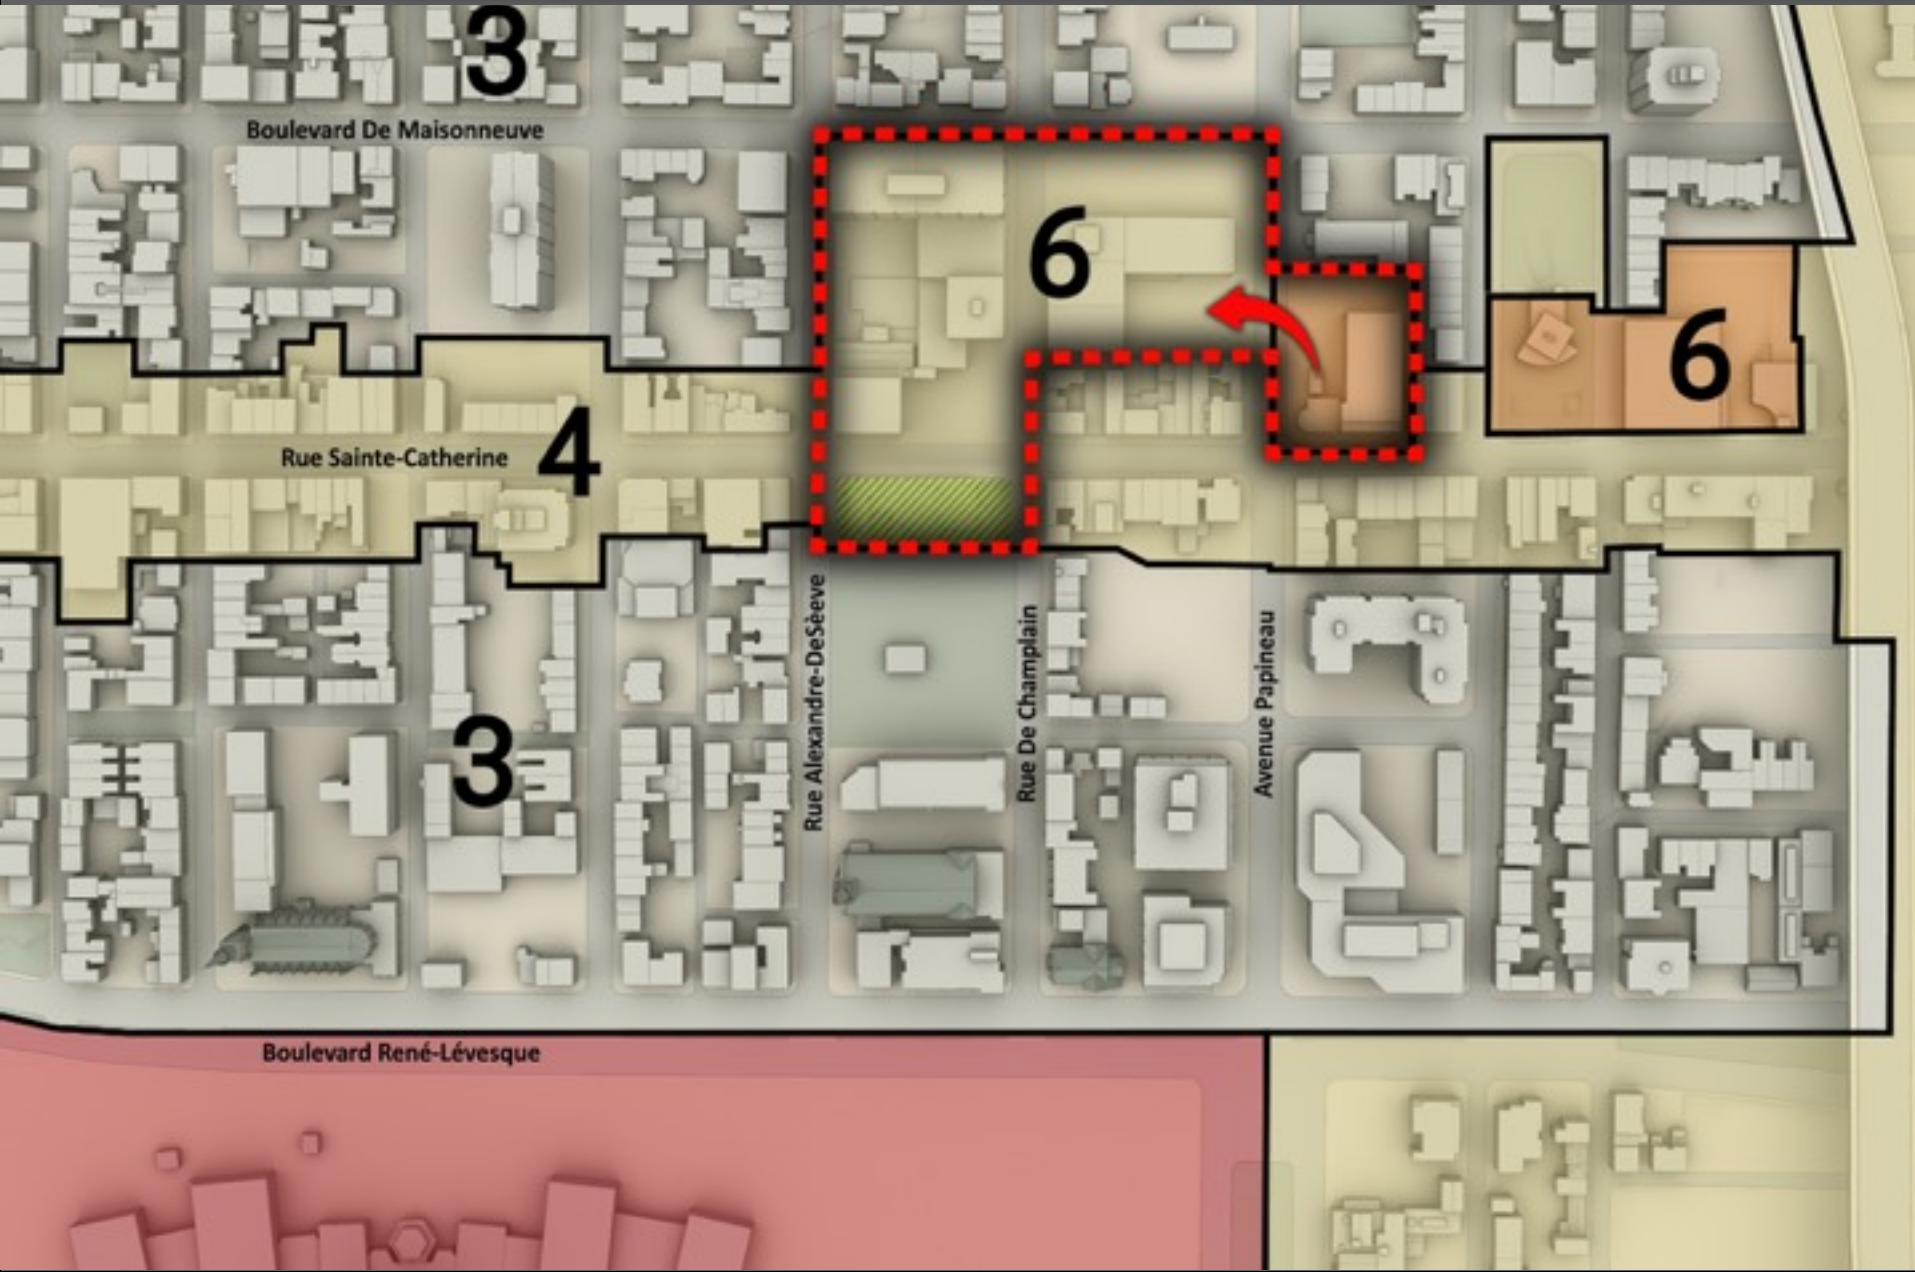 3
Boulevard De Maisonneuve
6
6
4
Rue Sainte-Catherine
Rue Alexandre-DeSèeve
Rue De Champlain
Avenue Papineau
3
Boulevard René-Lévesque